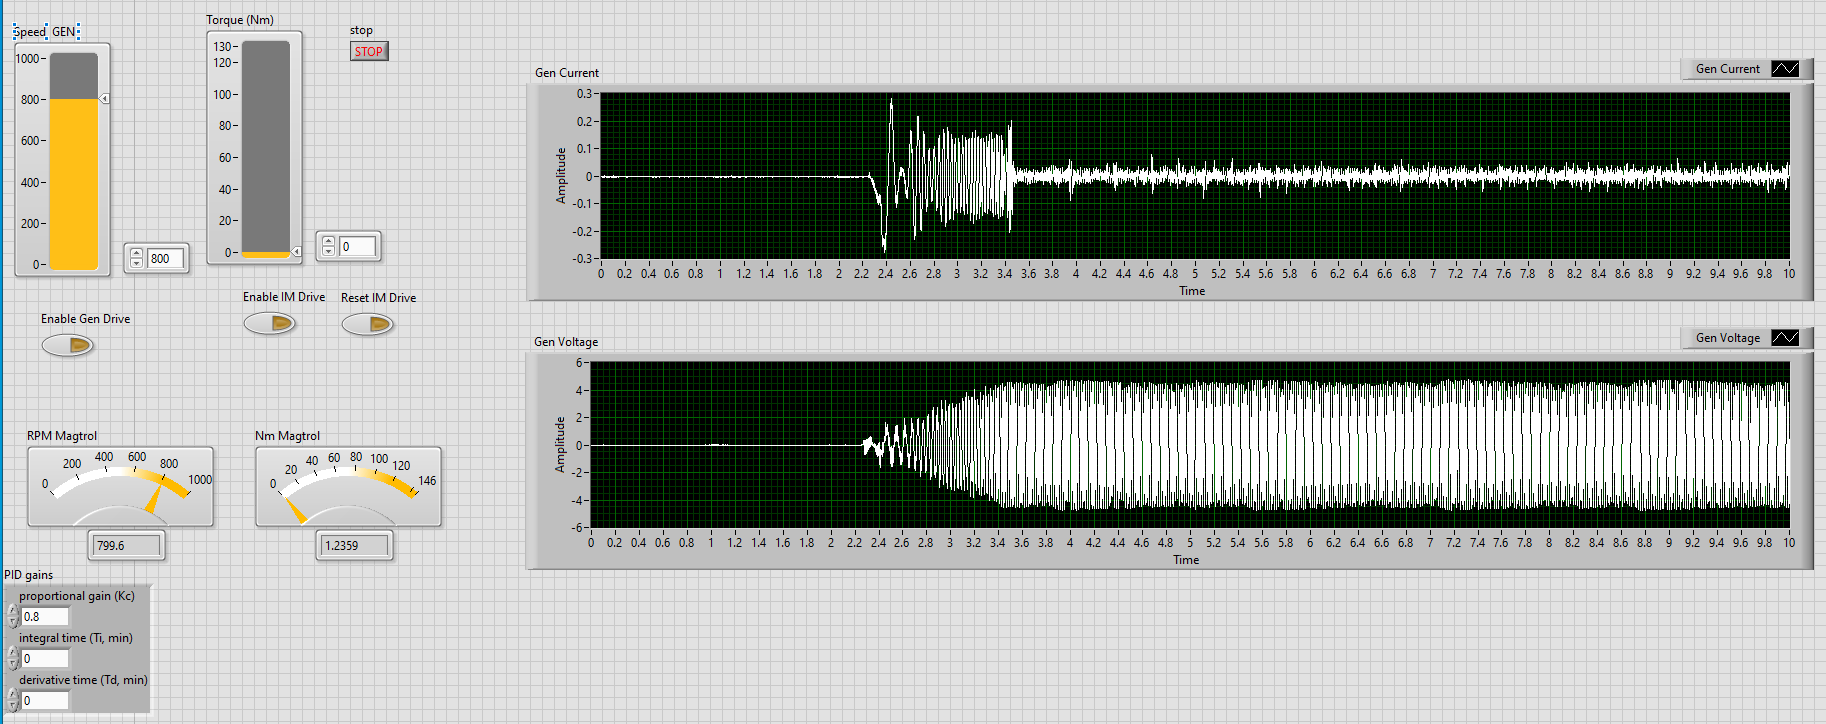 Speed GEN
1000
800
600
400
200
0
800
Torque (Nm)
130
120
100
80
60
40
20
0
0
stop
STOP
Enable Gen Drive
Enable IM Drive
Reset IM Drive
RPM Magtrol
0 200 400 600 800 1000
799.6
Nm Magtrol
0 20 40 60 80 100 120 146
1.2359
PID gains
proportional gain (Kc)
0.8
integral time (Ti, min)
0
derivative time (Td, min)
0
Gen Current
Gen Current
Amplitude
0.3
0.2
0.1
0
-0.1
-0.2
-0.3
0 0.2 0.4 0.6 0.8 1 1.2 1.4 1.6 1.8 2 2.2 2.4 2.6 2.8 3 3.2 3.4 3.6 3.8 4 4.2 4.4 4.6 4.8 5 5.2 5.4 5.6 5.8 6 6.2 6.4 6.6 6.8 7 7.2 7.4 7.6 7.8 8 8.2 8.4 8.6 8.8 9 9.2 9.4 9.6 9.8 10
Time
Gen Voltage
Gen Voltage
Amplitude
6
4
2
0
-2
-4
-6
0 0.2 0.4 0.6 0.8 1 1.2 1.4 1.6 1.8 2 2.2 2.4 2.6 2.8 3 3.2 3.4 3.6 3.8 4 4.2 4.4 4.6 4.8 5 5.2 5.4 5.6 5.8 6 6.2 6.4 6.6 6.8 7 7.2 7.4 7.6 7.8 8 8.2 8.4 8.6 8.8 9 9.2 9.4 9.6 9.8 10
Time